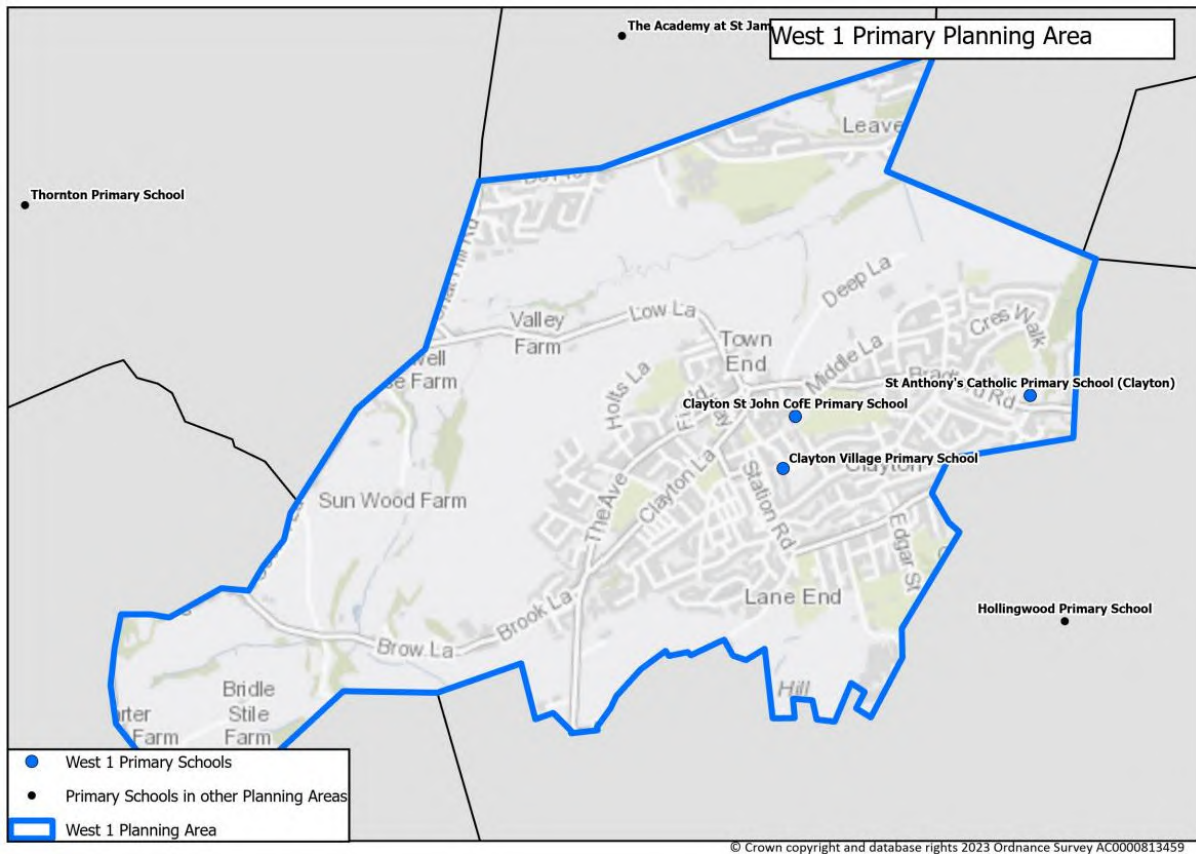 The Academy at St Jam
West 1 Primary Planning Area
Leave
Thornton Primary School
Valley
Farm
Low La
Deep La
Town
End
Middle La
Cres Walk
Holts La
St Anthony's Catholic Primary School (Clayton)
Clayton St John CofE Primary School
Clayton Village Primary School
Clayton
The Ave
Clayton La
Station Rd
Sun Wood Farm
Edgar St
Lane End
Hollingwood Primary School
Brook La
Brow La
Hill
Bridle
Stile
Farm
Farm
West 1 Primary Schools
Primary Schools in other Planning Areas
West 1 Planning Area
© Crown copyright and database rights 2023 Ordnance Survey AC0000813459